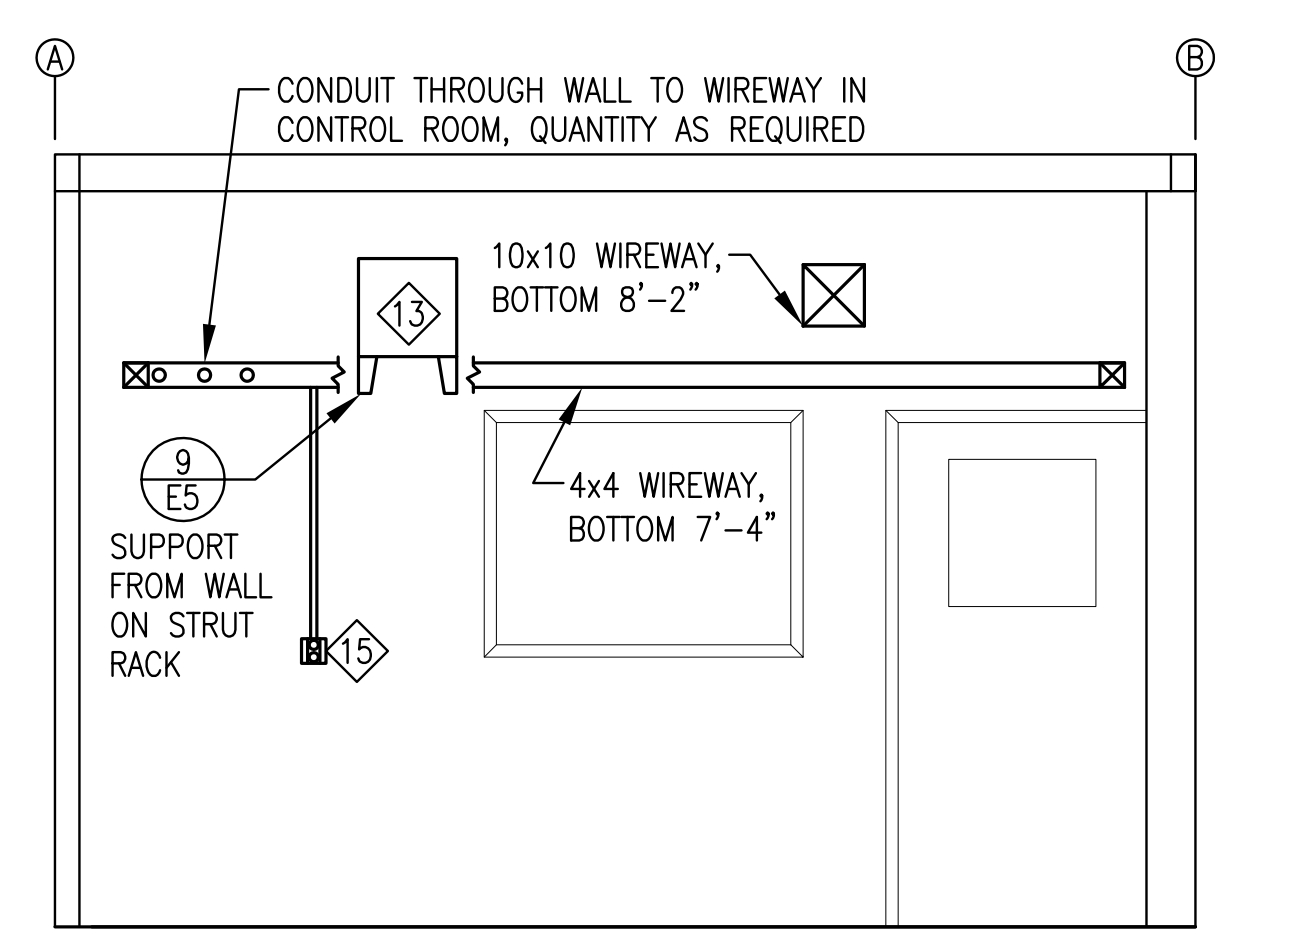 A
B
CONDUIT THROUGH WALL TO WIREWAY IN
CONTROL ROOM, QUANTITY AS REQUIRED
10x10 WIREWAY,
BOTTOM 8'-2"
13
9
E5
SUPPORT
FROM WALL
ON STRUT
RACK
4x4 WIREWAY,
BOTTOM 7'-4"
15